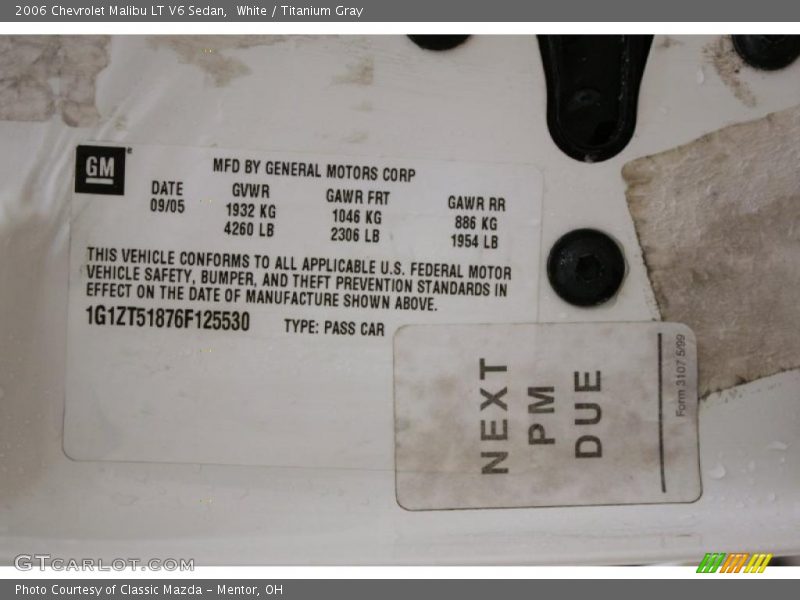 2006 Chevrolet Malibu LT V6 Sedan,  White / Titanium Gray
GM
MFD BY GENERAL MOTORS CORP
DATE GVWR GAWR FRT GAWR RR
09/05 1932 KG 1046 KG 886 KG
4260 LB 2306 LB 1954 LB
THIS VEHICLE CONFORMS TO ALL APPLICABLE U.S. FEDERAL MOTOR
VEHICLE SAFETY, BUMPER, AND THEFT PREVENTION STANDARDS IN
EFFECT ON THE DATE OF MANUFACTURE SHOWN ABOVE.
1G1ZT51876F125530 TYPE: PASS CAR
NEXT
PM
DUE
Form 3107 5/99
GTCARLOT.COM
Photo Courtesy of Classic Mazda - Mentor, OH